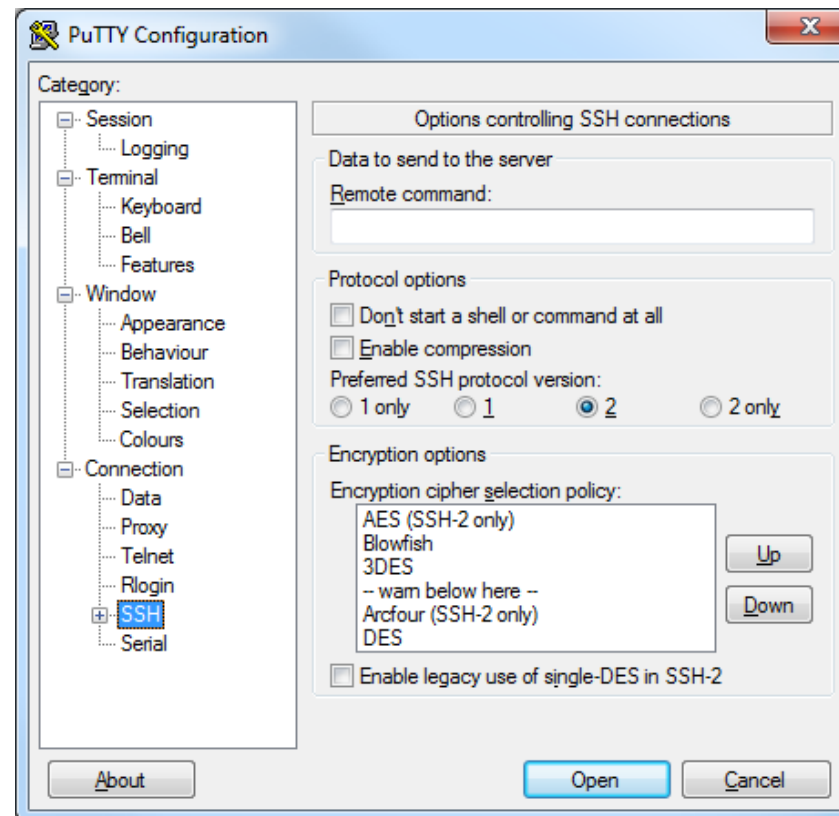 PuTTY Configuration
Category:
Session
Logging
Terminal
Keyboard
Bell
Features
Window
Appearance
Behaviour
Translation
Selection
Colours
Connection
Data
Proxy
Telnet
Rlogin
SSH
Serial
Options controlling SSH connections
Data to send to the server
Remote command:
Protocol options
Don't start a shell or command at all
Enable compression
Preferred SSH protocol version:
1 only 1 2 2 only
Encryption options
Encryption cipher selection policy:
AES (SSH-2 only)
Blowfish
3DES
-- warn below here --
Arcfour (SSH-2 only)
DES
Up
Down
Enable legacy use of single-DES in SSH-2
About Open Cancel